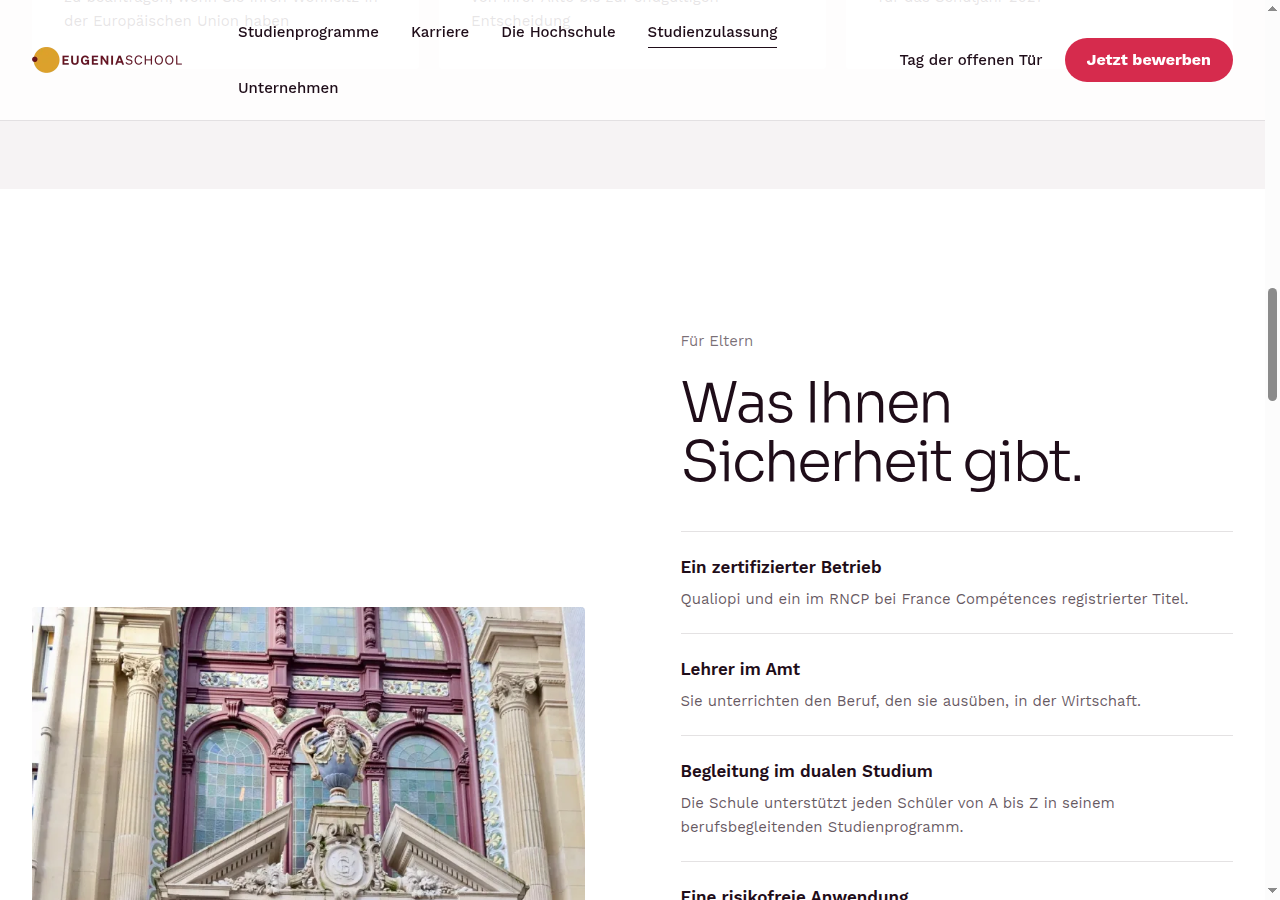 der Europäischen Union haben
Entscheidung
Studienprogramme
Karriere
Die Hochschule
Studienzulassung
EUGENIASCHOOL
Unternehmen
Tag der offenen Tür
Jetzt bewerben
Für Eltern
Was Ihnen
Sicherheit gibt.
Ein zertifizierter Betrieb
Qualiopi und ein im RNCP bei France Compétences registrierter Titel.
Lehrer im Amt
Sie unterrichten den Beruf, den sie ausüben, in der Wirtschaft.
Begleitung im dualen Studium
Die Schule unterstützt jeden Schüler von A bis Z in seinem
berufsbegleitenden Studienprogramm.
Eine risikofreie Anwendung